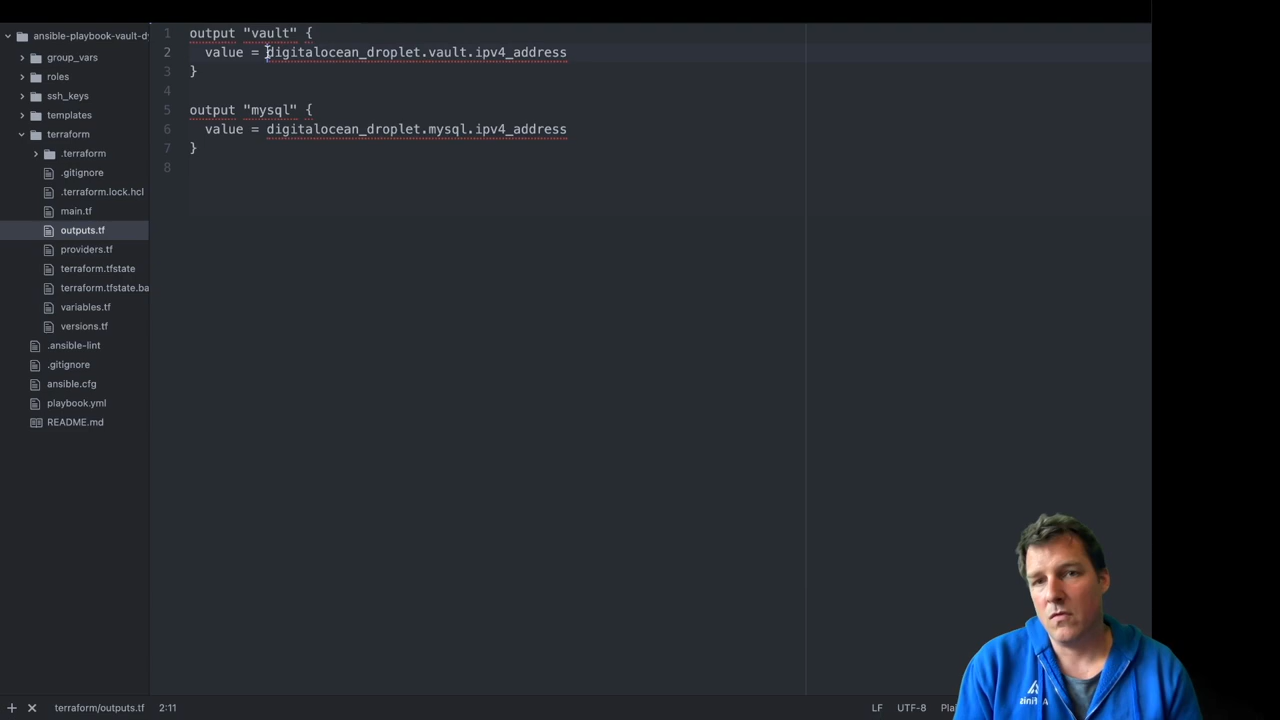 ansible-playbook-vault-d
group_vars
roles
ssh_keys
templates
terraform
.terraform
.gitignore
.terraform.lock.hcl
main.tf
outputs.tf
providers.tf
terraform.tfstate
terraform.tfstate.ba
variables.tf
versions.tf
.ansible-lint
.gitignore
ansible.cfg
playbook.yml
README.md
1 output "vault" {
2 value = digitalocean_droplet.vault.ipv4_address
3 }
4
5 output "mysql" {
6 value = digitalocean_droplet.mysql.ipv4_address
7 }
8
terraform/outputs.tf 2:11 LF UTF-8 Plai